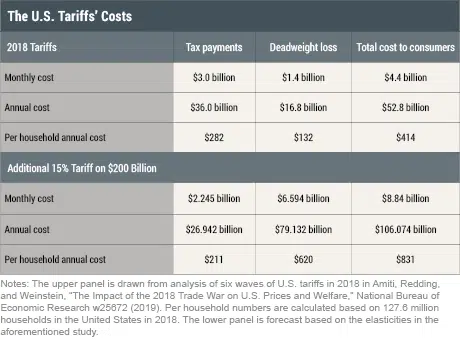 The U.S. Tariffs' Costs
2018 Tariffs Tax payments Deadweight loss Total cost to consumers
Monthly cost $3.0 billion $1.4 billion $4.4 billion
Annual cost $36.0 billion $16.8 billion $52.8 billion
Per household annual cost $282 $132 $414
Additional 15% Tariff on $200 Billion
Monthly cost $2.245 billion $6.594 billion $8.84 billion
Annual cost $26.942 billion $79.132 billion $106.074 billion
Per household annual cost $211 $620 $831
Notes: The upper panel is drawn from analysis of six waves of U.S. tariffs in 2018 in Amiti, Redding,
and Weinstein, "The Impact of the 2018 Trade War on U.S. Prices and Welfare," National Bureau of
Economic Research w25672 (2019). Per household numbers are calculated based on 127.6 million
households in the United States in 2018. The lower panel is forecast based on the elasticities in the
aforementioned study.